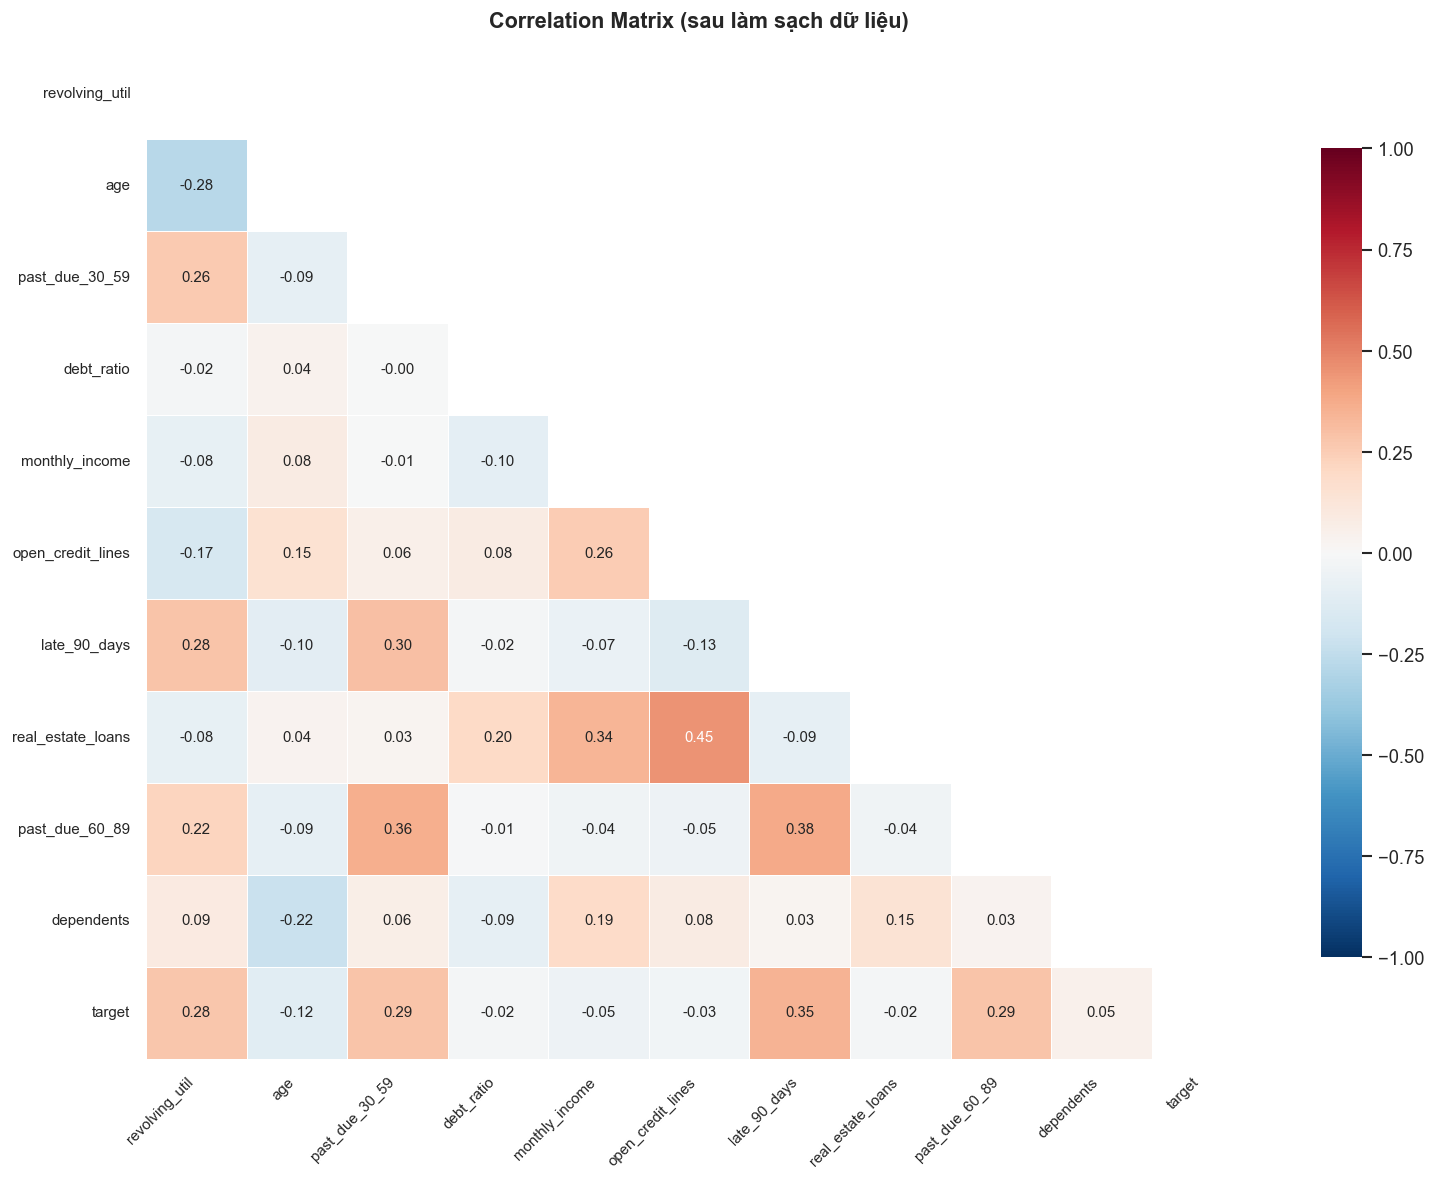 Correlation Matrix (sau làm sạch dữ liệu)
revolving_util
age -0.28
past_due_30_59 0.26 -0.09
debt_ratio -0.02 0.04 -0.00
monthly_income -0.08 0.08 -0.01 -0.10
open_credit_lines -0.17 0.15 0.06 0.08 0.26
late_90_days 0.28 -0.10 0.30 -0.02 -0.07 -0.13
real_estate_loans -0.08 0.04 0.03 0.20 0.34 0.45 -0.09
past_due_60_89 0.22 -0.09 0.36 -0.01 -0.04 -0.05 0.38 -0.04
dependents 0.09 -0.22 0.06 -0.09 0.19 0.08 0.03 0.15 0.03
target 0.28 -0.12 0.29 -0.02 -0.05 -0.03 0.35 -0.02 0.29 0.05
revolving_util age past_due_30_59 debt_ratio monthly_income open_credit_lines late_90_days real_estate_loans past_due_60_89 dependents target
1.00
0.75
0.50
0.25
0.00
−0.25
−0.50
−0.75
−1.00